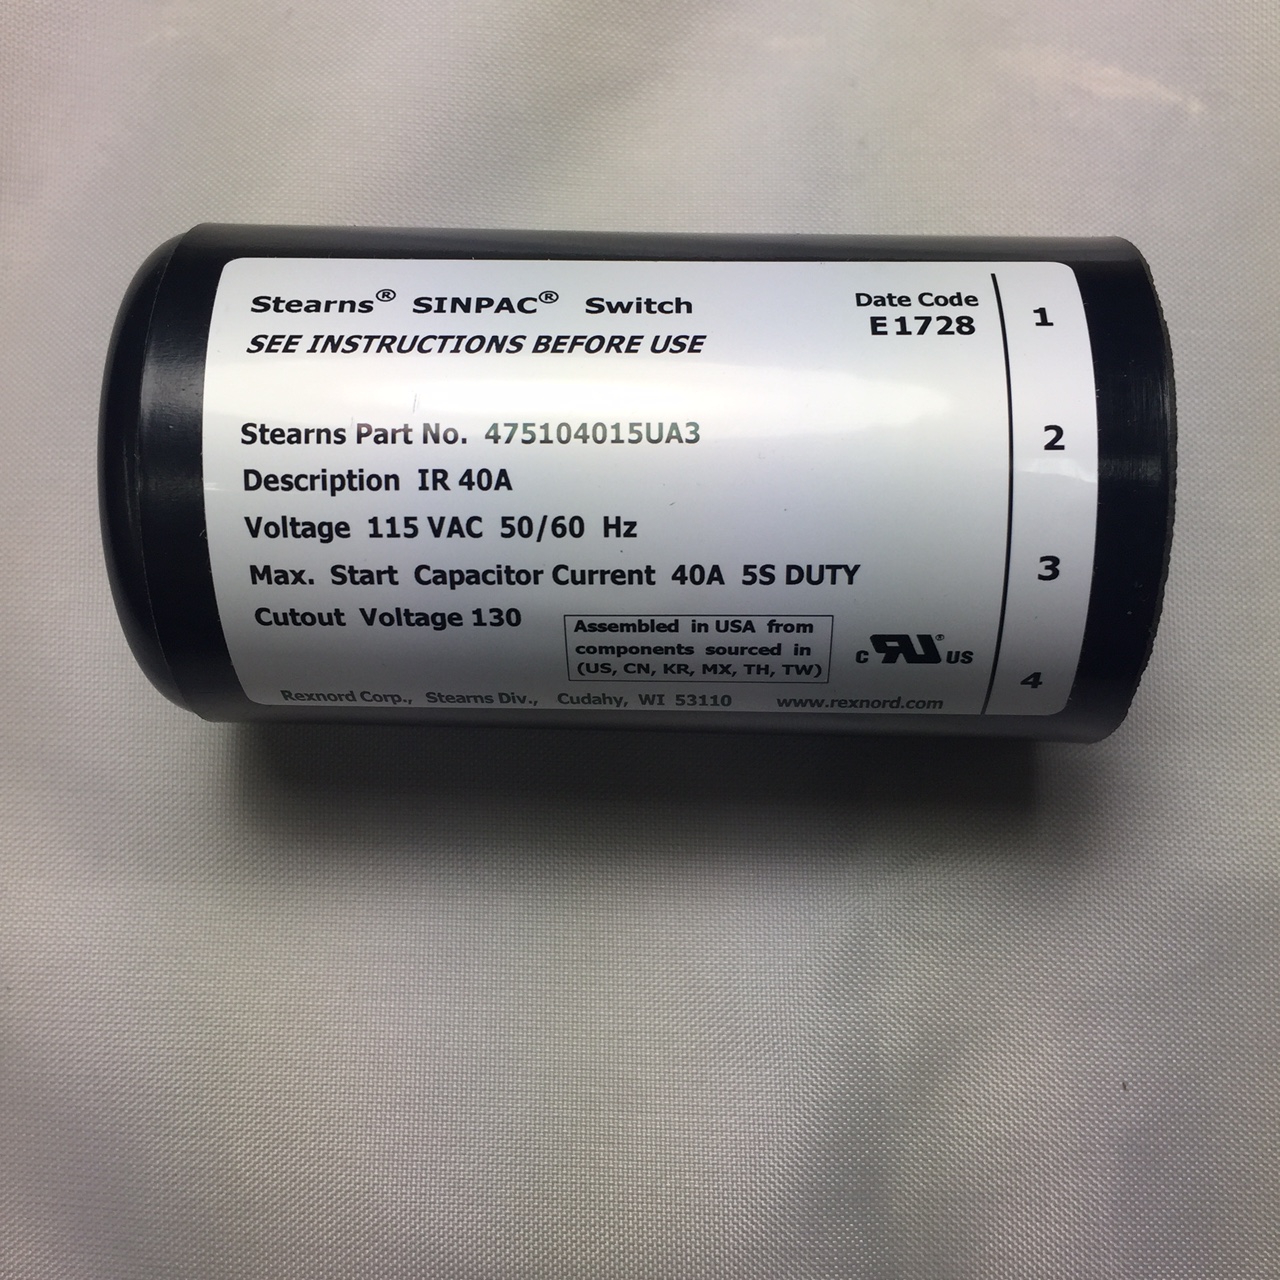 Stearns® SINPAC® Switch
SEE INSTRUCTIONS BEFORE USE
Date Code
E1728
Stearns Part No. 475104015UA3
Description IR 40A
Voltage 115 VAC 50/60 Hz
Max. Start Capacitor Current 40A 5S DUTY
Cutout Voltage 130
Assembled in USA from
components sourced in
(US, CN, KR, MX, TH, TW)
c RU® US
Rexnord Corp., Stearns Div., Cudahy, WI 53110 www.rexnord.com
1
2
3
4